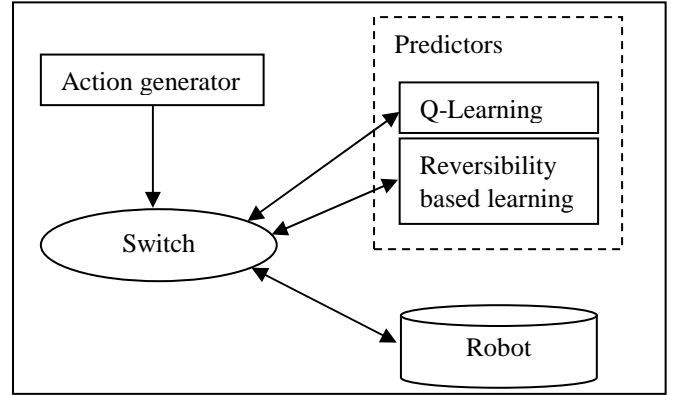 Predictors
Action generator
Q-Learning
Reversibility
based learning
Switch
Robot